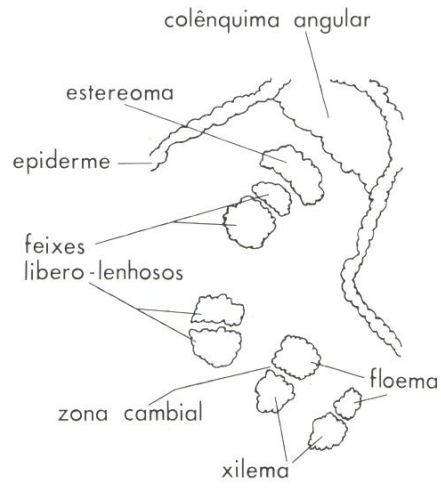 colênquima angular
estereoma
epiderme
feixes
libero-lenhosos
floema
zona cambial
xilema